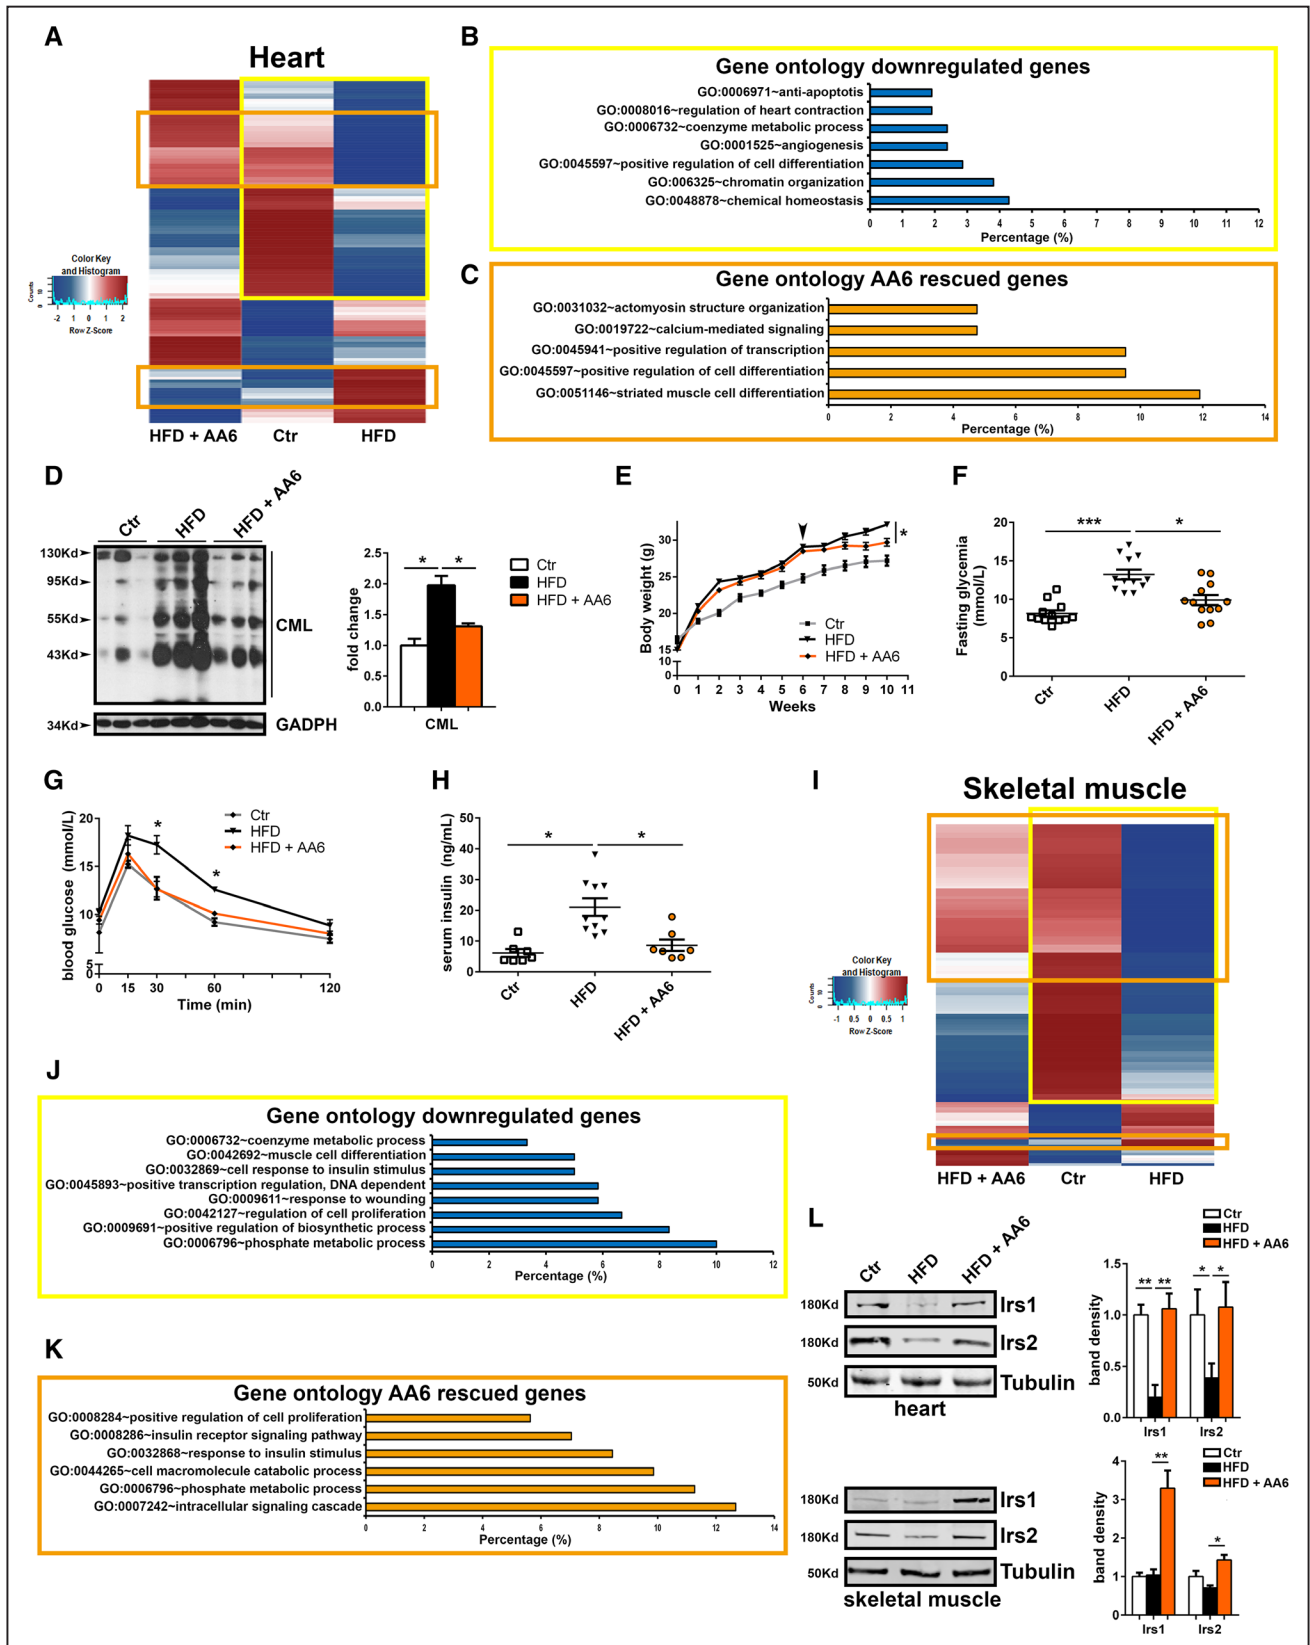 A
Heart
HFD + AA6 Ctr HFD
Color Key
and Histogram
Counts
0 10
-2 1 0 1 2
Row Z-Score
B
Gene ontology downregulated genes
GO:0006971~anti-apoptotis
GO:0008016~regulation of heart contraction
GO:0006732~coenzyme metabolic process
GO:0001525~angiogenesis
GO:0045597~positive regulation of cell differentiation
GO:006325~chromatin organization
GO:0048878~chemical homeostasis
0 1 2 3 4 5 6 7 8 9 10 11 12
Percentage (%)
C
Gene ontology AA6 rescued genes
GO:0031032~actomyosin structure organization
GO:0019722~calcium-mediated signaling
GO:0045941~positive regulation of transcription
GO:0045597~positive regulation of cell differentiation
GO:0051146~striated muscle cell differentiation
0 2 4 6 8 10 12 14
Percentage (%)
D
Ctr HFD HFD + AA6
130Kd
95Kd
55Kd
43Kd
34Kd
CML
GADPH
fold change
2.5
2.0
1.5
1.0
0.5
0.0
* *
CML
Ctr
HFD
HFD + AA6
E
Body weight (g)
30
20
15
10
0
*
Ctr
HFD
HFD + AA6
0 1 2 3 4 5 6 7 8 9 10 11
Weeks
F
Fasting glycemia
(mmol/L)
20
15
10
5
0
*** *
Ctr HFD HFD + AA6
G
blood glucose (mmol/L)
20
15
10
5
0
* *
Ctr
HFD
HFD + AA6
0 15 30 60 120
Time (min)
H
serum insulin (ng/mL)
50
40
30
20
10
0
* *
Ctr HFD HFD + AA6
I
Skeletal muscle
Color Key
and Histogram
Counts
0 10
-1 0.5 0 0.5 1
Row Z-Score
HFD + AA6 Ctr HFD
J
Gene ontology downregulated genes
GO:0006732~coenzyme metabolic process
GO:0042692~muscle cell differentiation
GO:0032869~cell response to insulin stimulus
GO:0045893~positive transcription regulation, DNA dependent
GO:0009611~response to wounding
GO:0042127~regulation of cell proliferation
GO:0009691~positive regulation of biosynthetic process
GO:0006796~phosphate metabolic process
0 2 4 6 8 10 12
Percentage (%)
K
Gene ontology AA6 rescued genes
GO:0008284~positive regulation of cell proliferation
GO:0008286~insulin receptor signaling pathway
GO:0032868~response to insulin stimulus
GO:0044265~cell macromolecule catabolic process
GO:0006796~phosphate metabolic process
GO:0007242~intracellular signaling cascade
0 2 4 6 8 10 12 14
Percentage (%)
L
Ctr HFD HFD + AA6
180Kd Irs1
180Kd Irs2
50Kd Tubulin
heart
180Kd Irs1
180Kd Irs2
50Kd Tubulin
skeletal muscle
Ctr
HFD
HFD + AA6
band density
1.5
1.0
0.5
0.0
** ** * *
Irs1 Irs2
Ctr
HFD
HFD + AA6
band density
4
3
2
1
0
** *
Irs1 Irs2